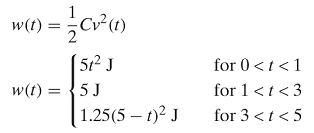 w(t) = 1/2 Cv²(t)
w(t) = { 5t² J for 0 < t < 1
5 J for 1 < t < 3
1.25(5 − t)² J for 3 < t < 5